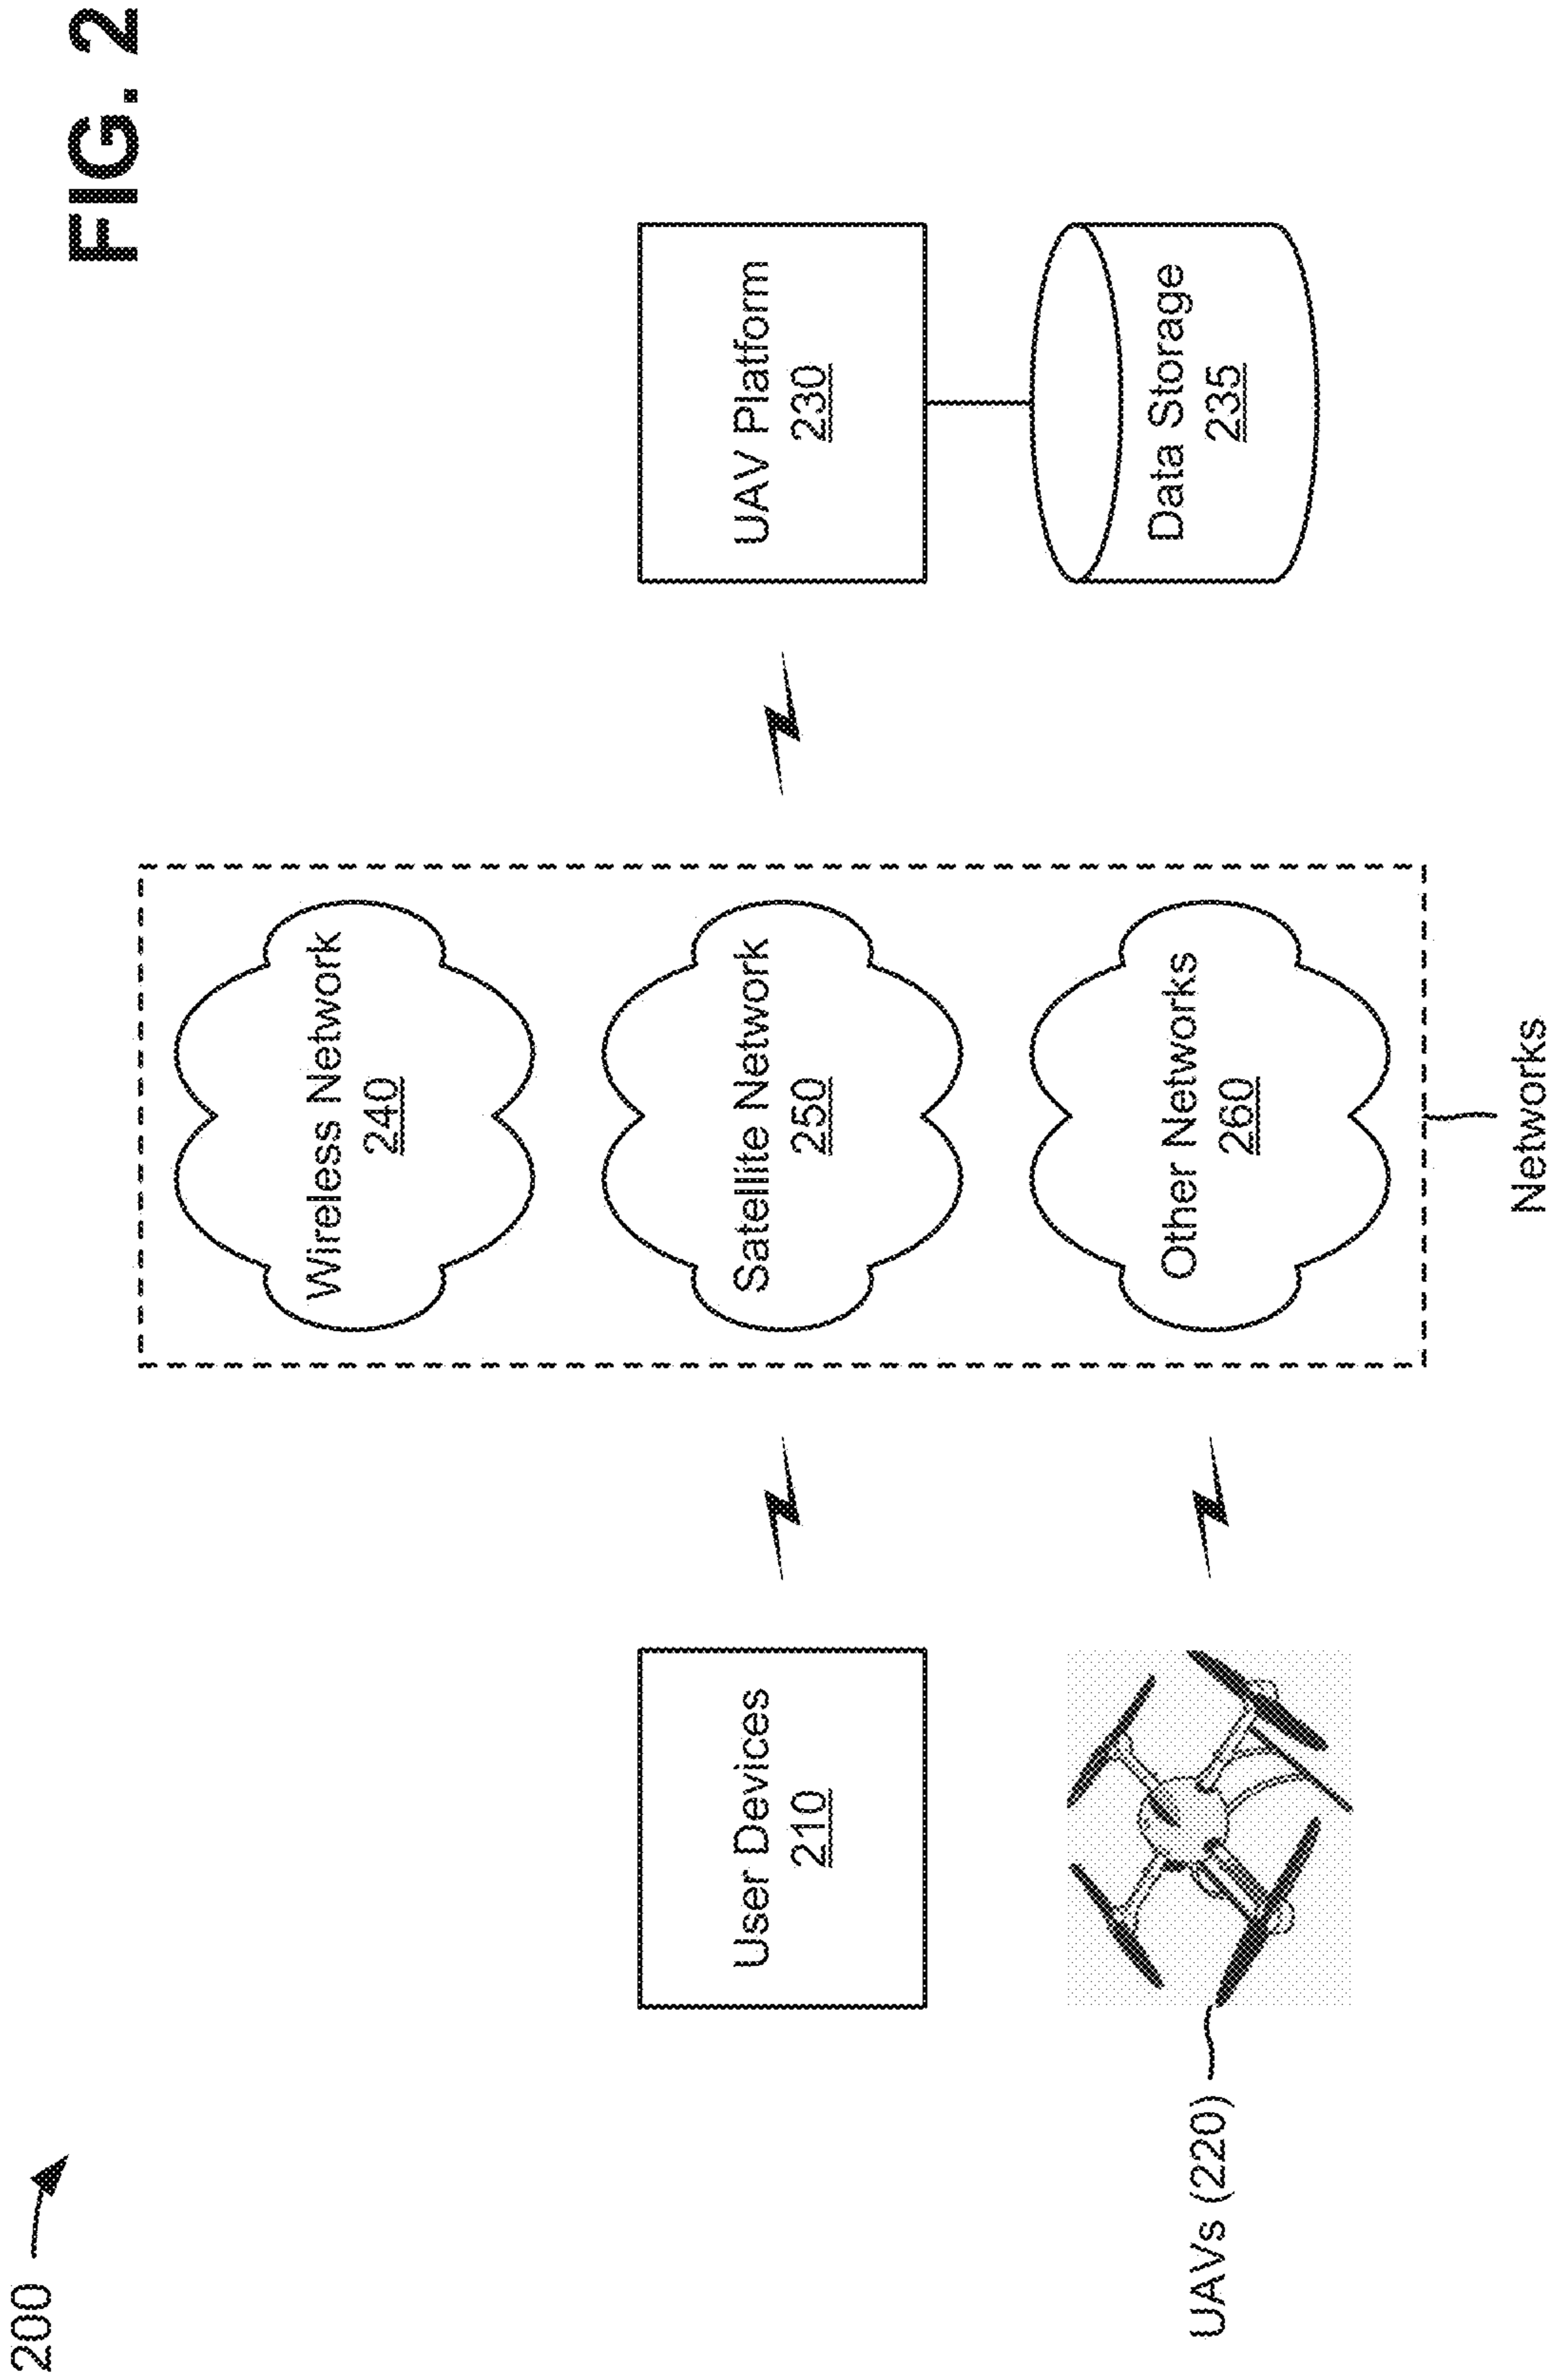 200
FIG. 2
Wireless Network
240
User Devices
210
Satellite Network
250
UAV Platform
230
UAVs (220)
Other Networks
260
Data Storage
235
Networks